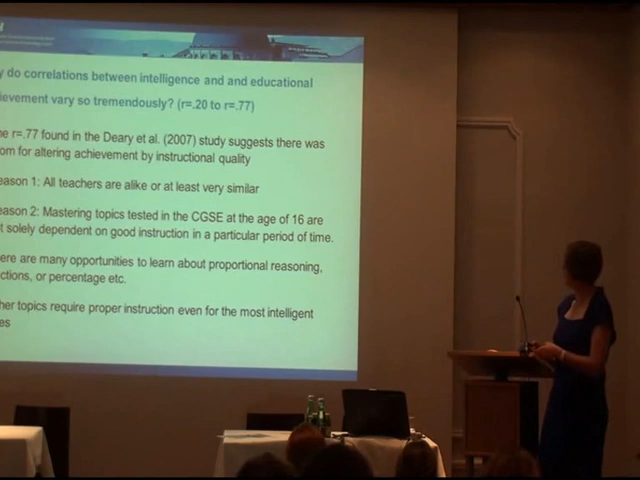 y do correlations between intelligence and and educational
ievement vary so tremendously? (r=.20 to r=.77)
he r=.77 found in the Deary et al. (2007) study suggests there was
om for altering achievement by instructional quality
eason 1: All teachers are alike or at least very similar
eason 2: Mastering topics tested in the CGSE at the age of 16 are
t solely dependent on good instruction in a particular period of time.
ere are many opportunities to learn about proportional reasoning,
ctions, or percentage etc.
her topics require proper instruction even for the most intelligent
es